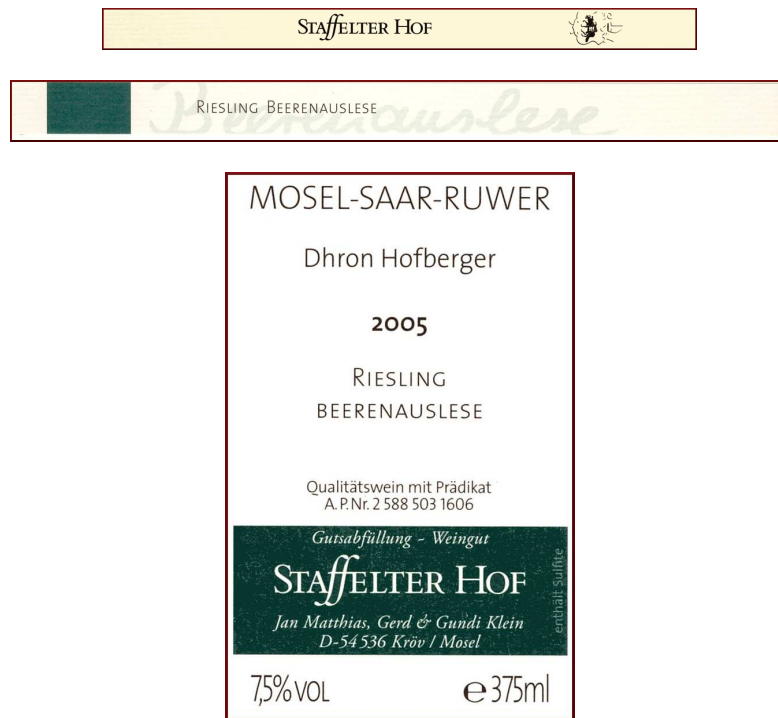 STAFFELTER HOF
RIESLING BEERENAUSLESE
Beerenauslese
MOSEL-SAAR-RUWER
Dhron Hofberger
2005
RIESLING
BEERENAUSLESE
Qualitätswein mit Prädikat
A.P.Nr. 2 588 503 1606
Gutsabfüllung ~ Weingut
STAFFELTER HOF
enthält Sulfite
Jan Matthias, Gerd & Gundi Klein
D-54536 Kröv / Mosel
7,5% VOL
℮ 375ml